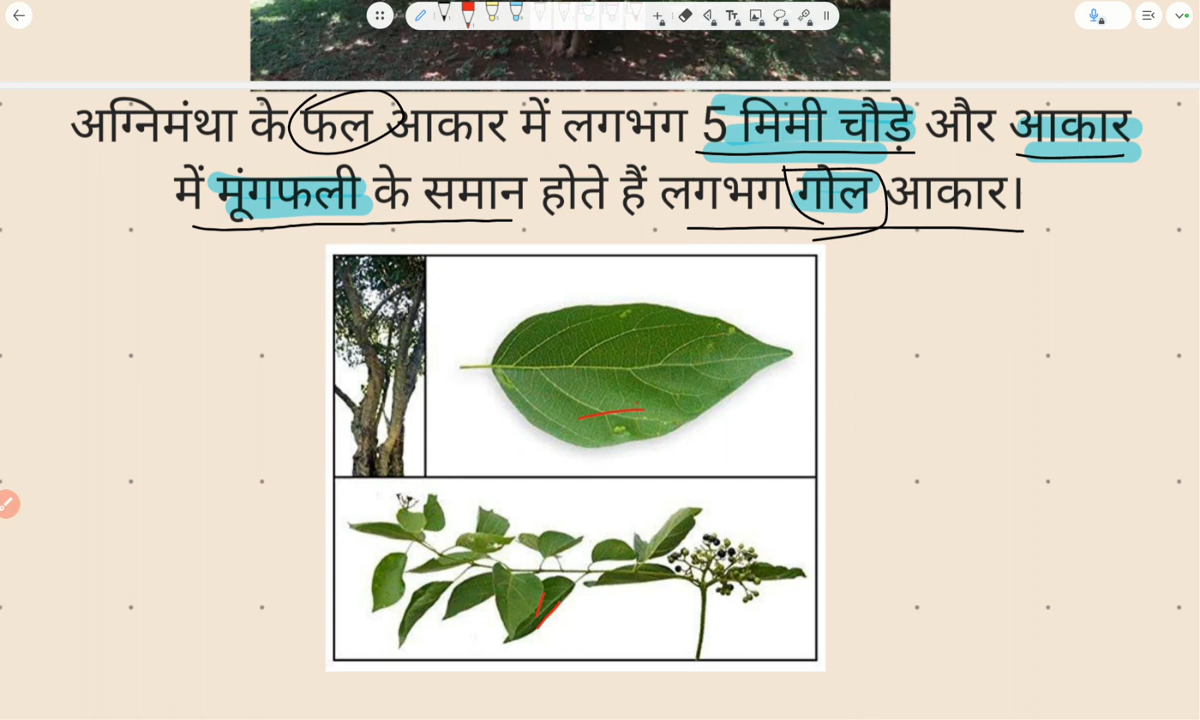 अग्निमंथा के फल आकार में लगभग 5 मिमी चौड़े और आकार
में मूंगफली के समान होते हैं लगभग गोल आकार।